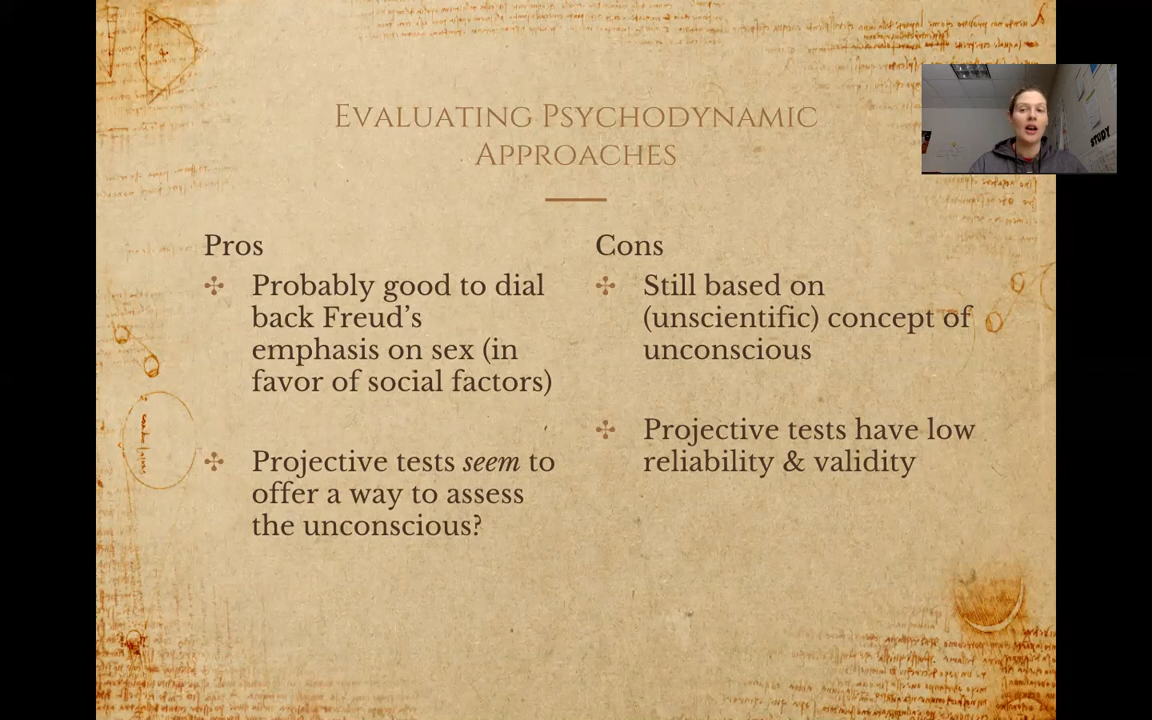 Evaluating Psychodynamic
Approaches
Pros
Probably good to dial
back Freud's
emphasis on sex (in
favor of social factors)
Projective tests seem to
offer a way to assess
the unconscious?
Cons
Still based on
(unscientific) concept of
unconscious
Projective tests have low
reliability & validity
STUDY